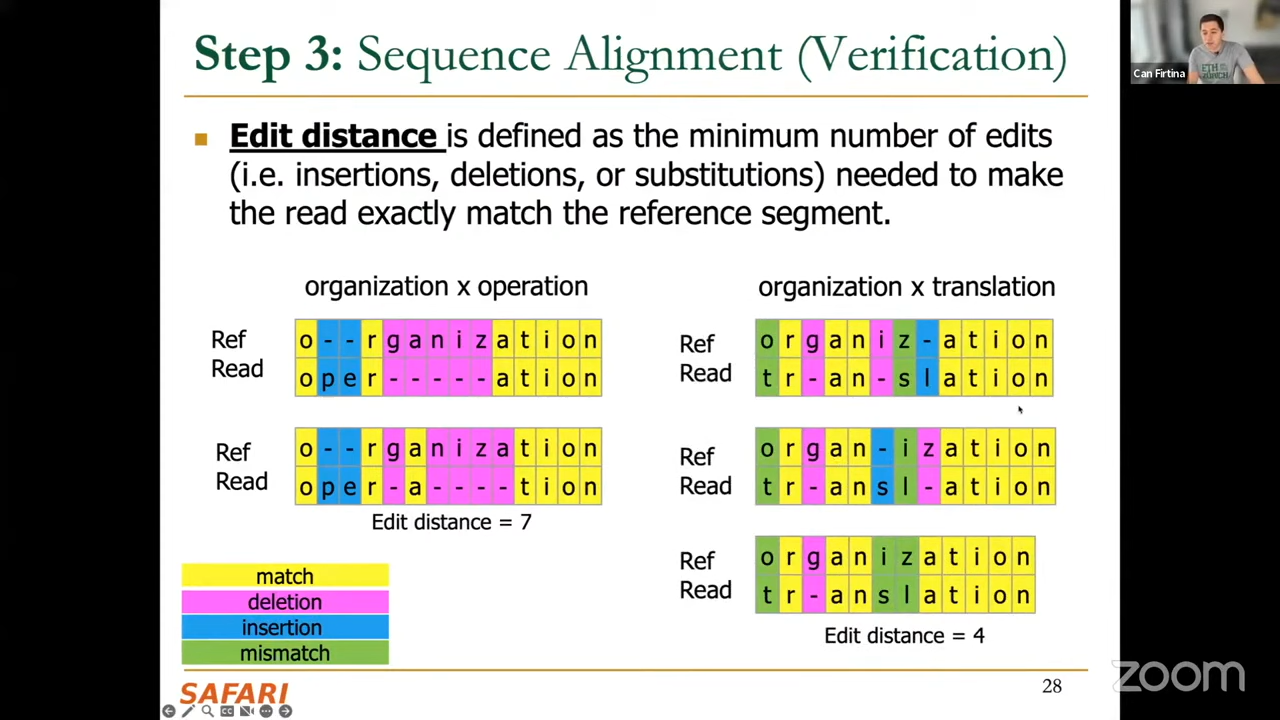 Step 3: Sequence Alignment (Verification)
Can Firtina
ETH
ZURICH
Edit distance is defined as the minimum number of edits
(i.e. insertions, deletions, or substitutions) needed to make
the read exactly match the reference segment.
organization x operation
Ref
Read
o - - r g a n i z a t i o n
o p e r - - - - - a t i o n
Ref
Read
o - - r g a n i z a t i o n
o p e r - a - - - - t i o n
Edit distance = 7
match
deletion
insertion
mismatch
organization x translation
Ref
Read
o r g a n i z - a t i o n
t r - a n - s l a t i o n
Ref
Read
o r g a n - i z a t i o n
t r - a n s l - a t i o n
Ref
Read
o r g a n i z a t i o n
t r - a n s l a t i o n
Edit distance = 4
SAFARI
28
zoom